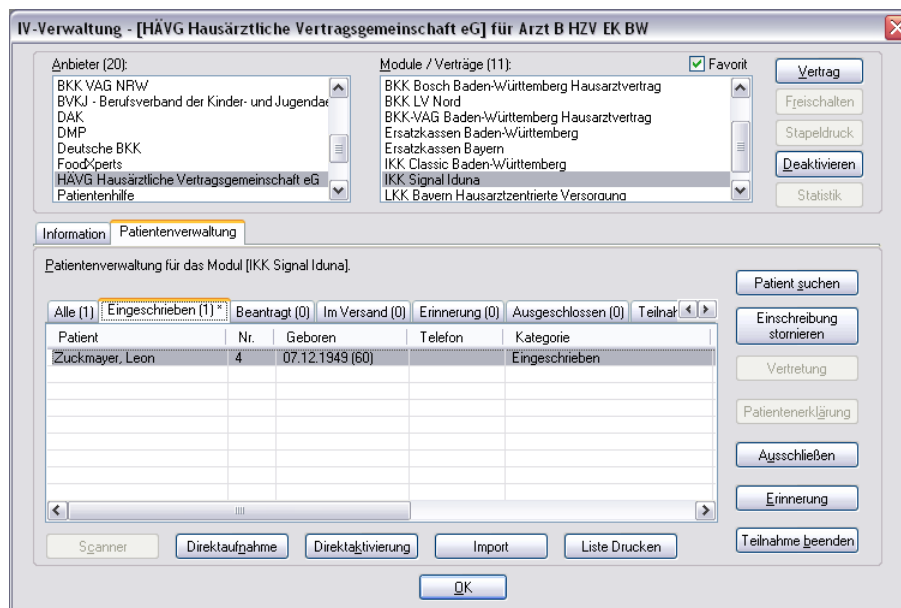 IV-Verwaltung - [HÄVG Hausärztliche Vertragsgemeinschaft eG] für Arzt B HZV EK BW
Anbieter (20):
BKK VAG NRW
BVKJ - Berufsverband der Kinder- und Jugendae
DAK
DMP
Deutsche BKK
FoodXperts
HÄVG Hausärztliche Vertragsgemeinschaft eG
Patientenhilfe
Module / Verträge (11):
Favorit
BKK Bosch Baden-Württemberg Hausarztvertrag
BKK LV Nord
BKK-VAG Baden-Württemberg Hausarztvertrag
Ersatzkassen Baden-Württemberg
Ersatzkassen Bayern
IKK Classic Baden-Württemberg
IKK Signal Iduna
LKK Bayern Hausarztzentrierte Versorgung
Vertrag
Freischalten
Stapeldruck
Deaktivieren
Statistik
Information Patientenverwaltung
Patientenverwaltung für das Modul [IKK Signal Iduna].
Alle (1) Eingeschrieben (1) * Beantragt (0) Im Versand (0) Erinnerung (0) Ausgeschlossen (0) Teilnah
Patient Nr. Geboren Telefon Kategorie
Zuckmayer, Leon 4 07.12.1949 (60) Eingeschrieben
Patient suchen
Einschreibung
stornieren
Vertretung
Patientenerklärung
Ausschließen
Erinnerung
Teilnahme beenden
Scanner Direktaufnahme Direktaktivierung Import Liste Drucken
OK